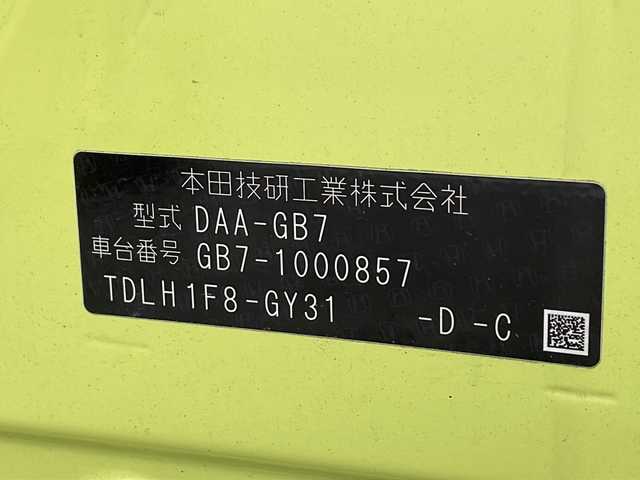 本田技研工業株式会社
型式 DAA-GB7
車台番号 GB7-1000857
TDLH1F8-GY31 -D -C